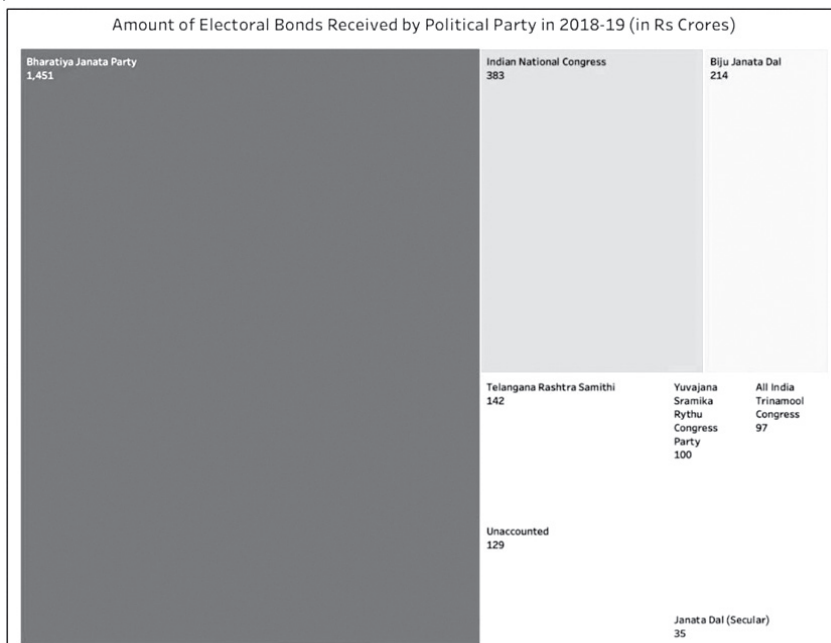 Amount of Electoral Bonds Received by Political Party in 2018-19 (in Rs Crores)
Bharatiya Janata Party
1,451
Indian National Congress
383
Biju Janata Dal
214
Telangana Rashtra Samithi
142
Yuvajana
Sramika
Rythu
Congress
Party
100
All India
Trinamool
Congress
97
Unaccounted
129
Janata Dal (Secular)
35